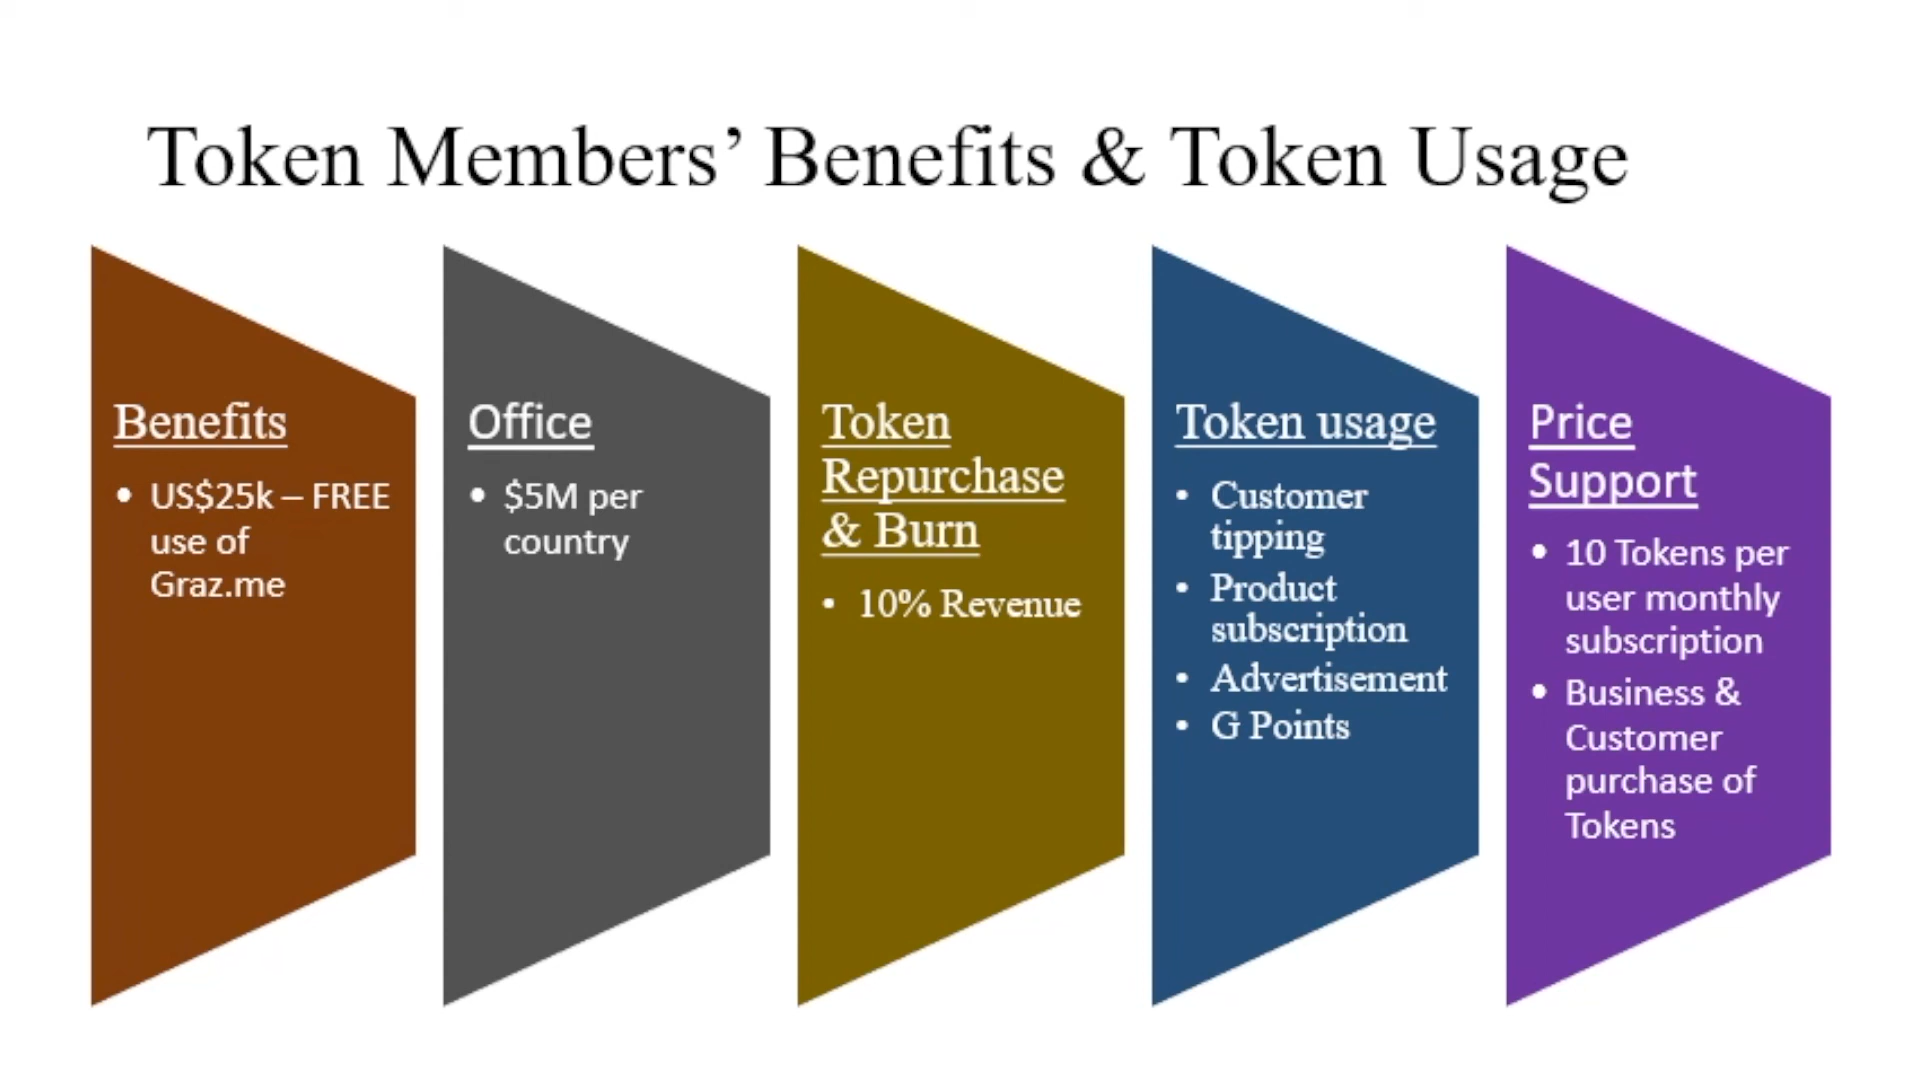 Token Members’ Benefits & Token Usage
Benefits
• US$25k – FREE
use of
Graz.me
Office
• $5M per
country
Token
Repurchase
& Burn
• 10% Revenue
Token usage
• Customer
tipping
• Product
subscription
• Advertisement
• G Points
Price
Support
• 10 Tokens per
user monthly
subscription
• Business &
Customer
purchase of
Tokens